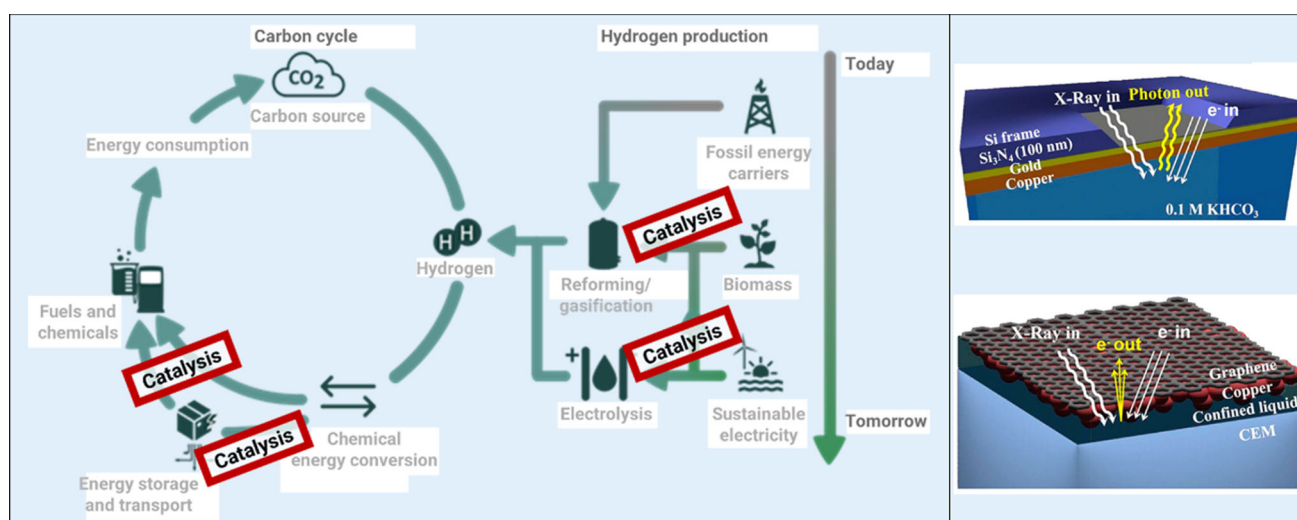 Carbon cycle
CO2
Carbon source
Energy consumption
Fuels and
chemicals
Catalysis
Catalysis
Energy storage
and transport
Chemical
energy conversion
H H
Hydrogen
Hydrogen production
Today
Fossil energy
carriers
Catalysis
Reforming/
gasification
Biomass
Catalysis
+
Electrolysis
Sustainable
electricity
Tomorrow
X-Ray in
Photon out
e- in
Si frame
Si3N4 (100 nm)
Gold
Copper
0.1 M KHCO3
X-Ray in
e- out
e- in
Graphene
Copper
Confined liquid
CEM